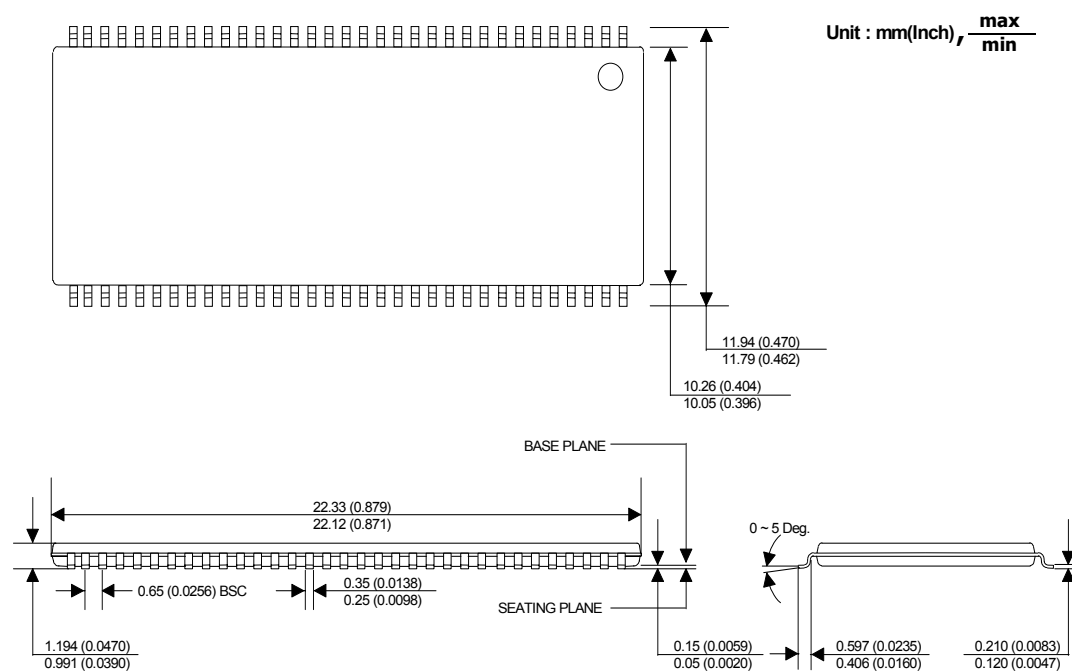 Unit : mm(Inch) , max
min
11.94 (0.470)
11.79 (0.462)
10.26 (0.404)
10.05 (0.396)
BASE PLANE
22.33 (0.879)
22.12 (0.871)
0 ~ 5 Deg.
0.65 (0.0256) BSC
0.35 (0.0138)
0.25 (0.0098)
SEATING PLANE
1.194 (0.0470)
0.991 (0.0390)
0.15 (0.0059)
0.05 (0.0020)
0.597 (0.0235)
0.406 (0.0160)
0.210 (0.0083)
0.120 (0.0047)